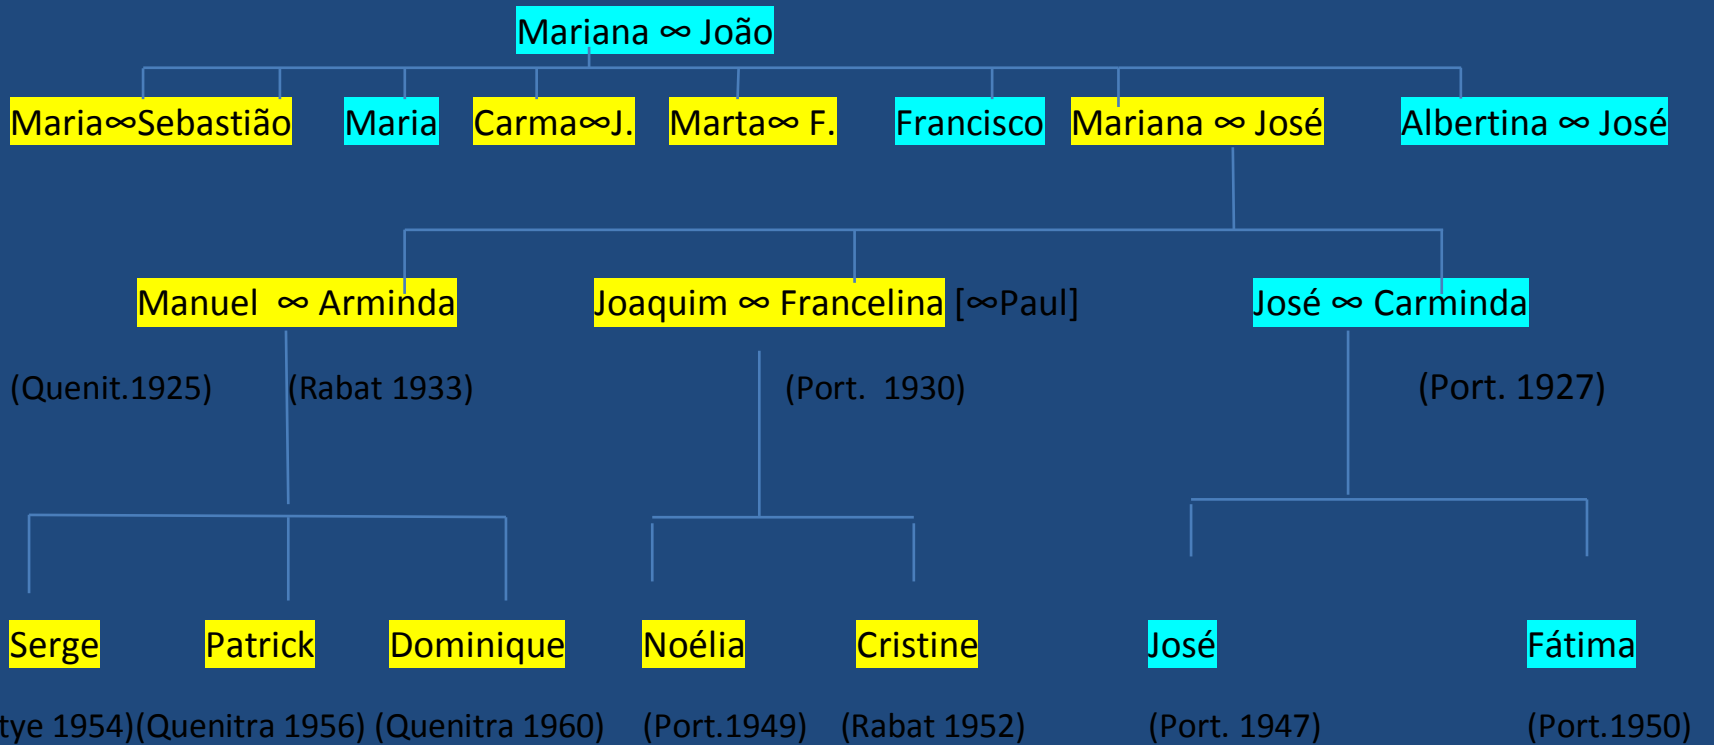 Mariana ∞ João
Maria∞Sebastião Maria Carma∞J. Marta∞ F. Francisco Mariana ∞ José Albertina ∞ José
Manuel ∞ Arminda Joaquim ∞ Francelina [∞Paul] José ∞ Carminda
(Quenit.1925) (Rabat 1933) (Port. 1930) (Port. 1927)
Serge Patrick Dominique Noélia Cristine José Fátima
tye 1954) (Quenitra 1956) (Quenitra 1960) (Port.1949) (Rabat 1952) (Port. 1947) (Port.1950)